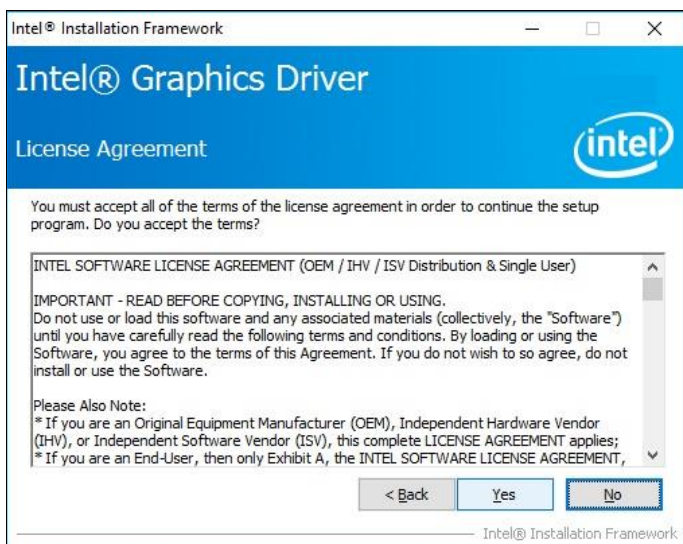 Intel® Installation Framework
Intel® Graphics Driver
License Agreement
intel
You must accept all of the terms of the license agreement in order to continue the setup
program. Do you accept the terms?
INTEL SOFTWARE LICENSE AGREEMENT (OEM / IHV / ISV Distribution & Single User)
IMPORTANT - READ BEFORE COPYING, INSTALLING OR USING.
Do not use or load this software and any associated materials (collectively, the "Software")
until you have carefully read the following terms and conditions. By loading or using the
Software, you agree to the terms of this Agreement. If you do not wish to so agree, do not
install or use the Software.
Please Also Note:
* If you are an Original Equipment Manufacturer (OEM), Independent Hardware Vendor
(IHV), or Independent Software Vendor (ISV), this complete LICENSE AGREEMENT applies;
* If you are an End-User, then only Exhibit A, the INTEL SOFTWARE LICENSE AGREEMENT,
< Back Yes No
Intel® Installation Framework